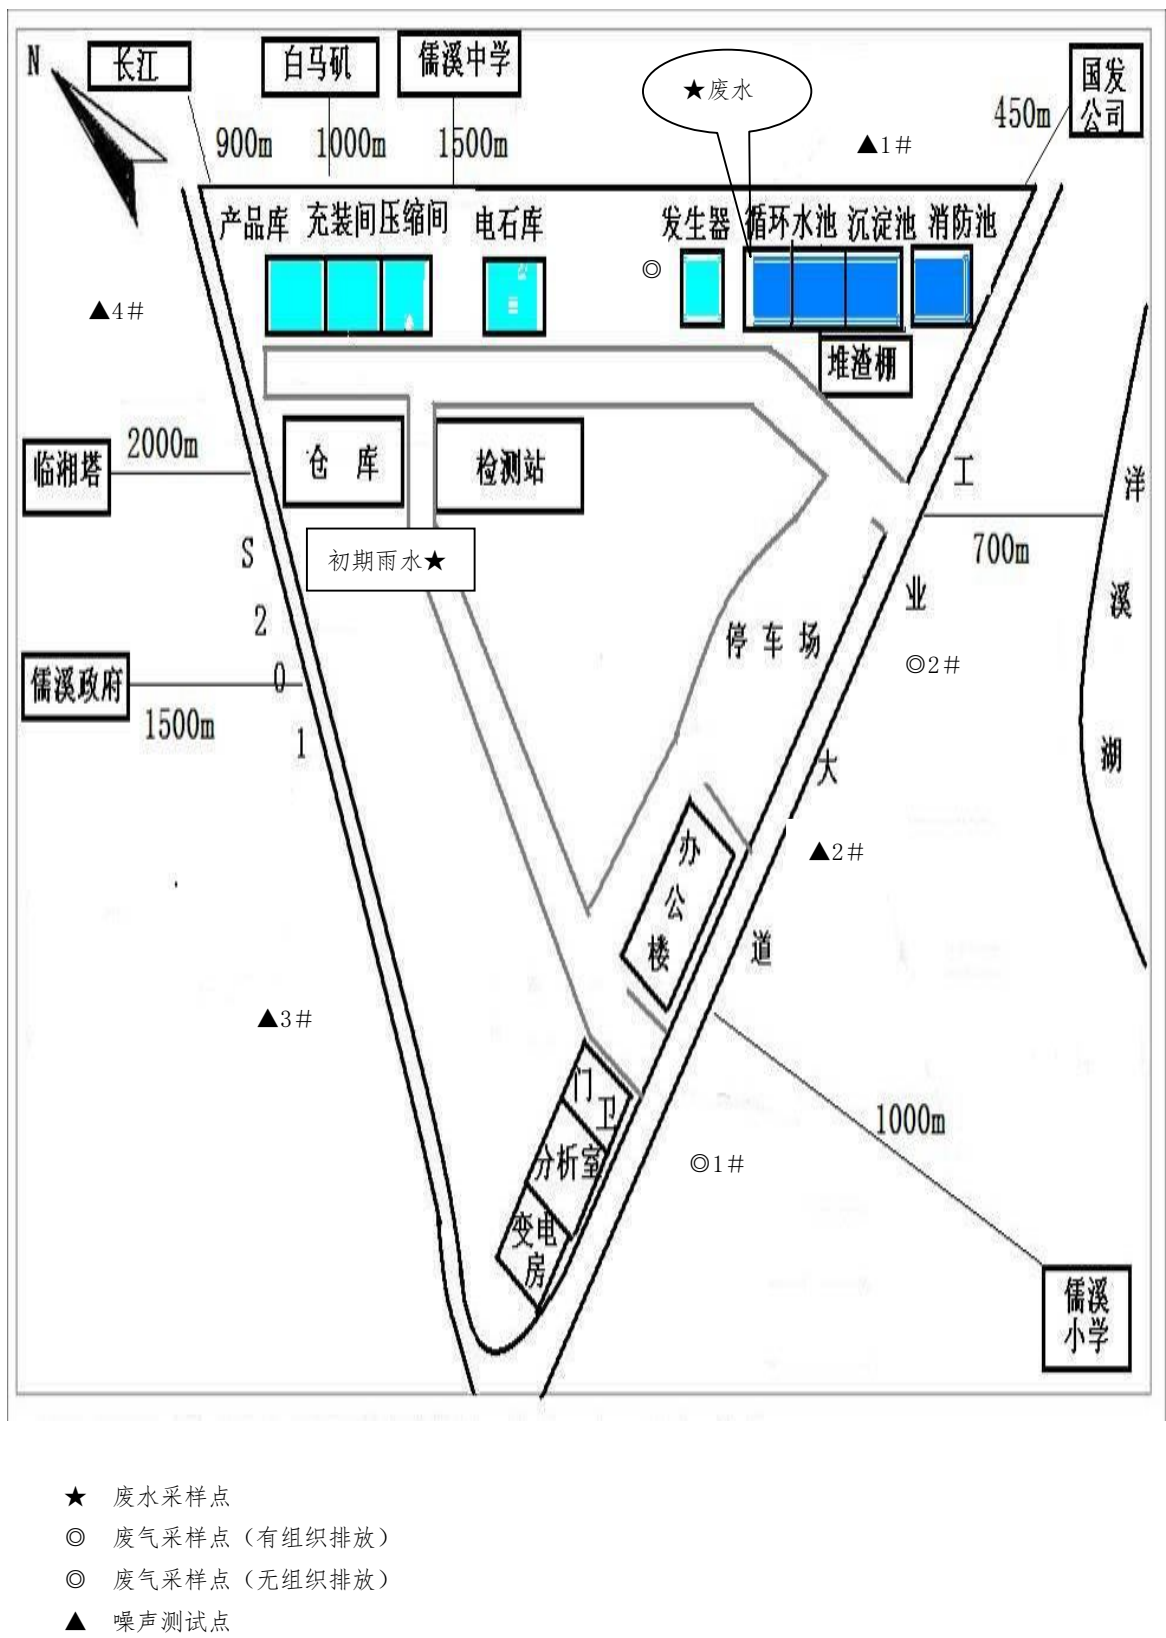 N
长江
白马矶
儒溪中学
★废水
国发
公司
900m
1000m
1500m
▲1#
450m
产品库
充装间
压缩间
电石库
发生器
循环水池
沉淀池
消防池
◎
▲4#
堆渣棚
临湘塔
2000m
仓 库
检测站
工
业
大
道
洋
溪
湖
700m
S
2
0
1
初期雨水★
停车场
◎2#
儒溪政府
1500m
▲2#
办
公
楼
▲3#
门
卫
分析室
变电
房
◎1#
1000m
儒溪
小学
★ 废水采样点
◎ 废气采样点（有组织排放）
◎ 废气采样点（无组织排放）
▲ 噪声测试点